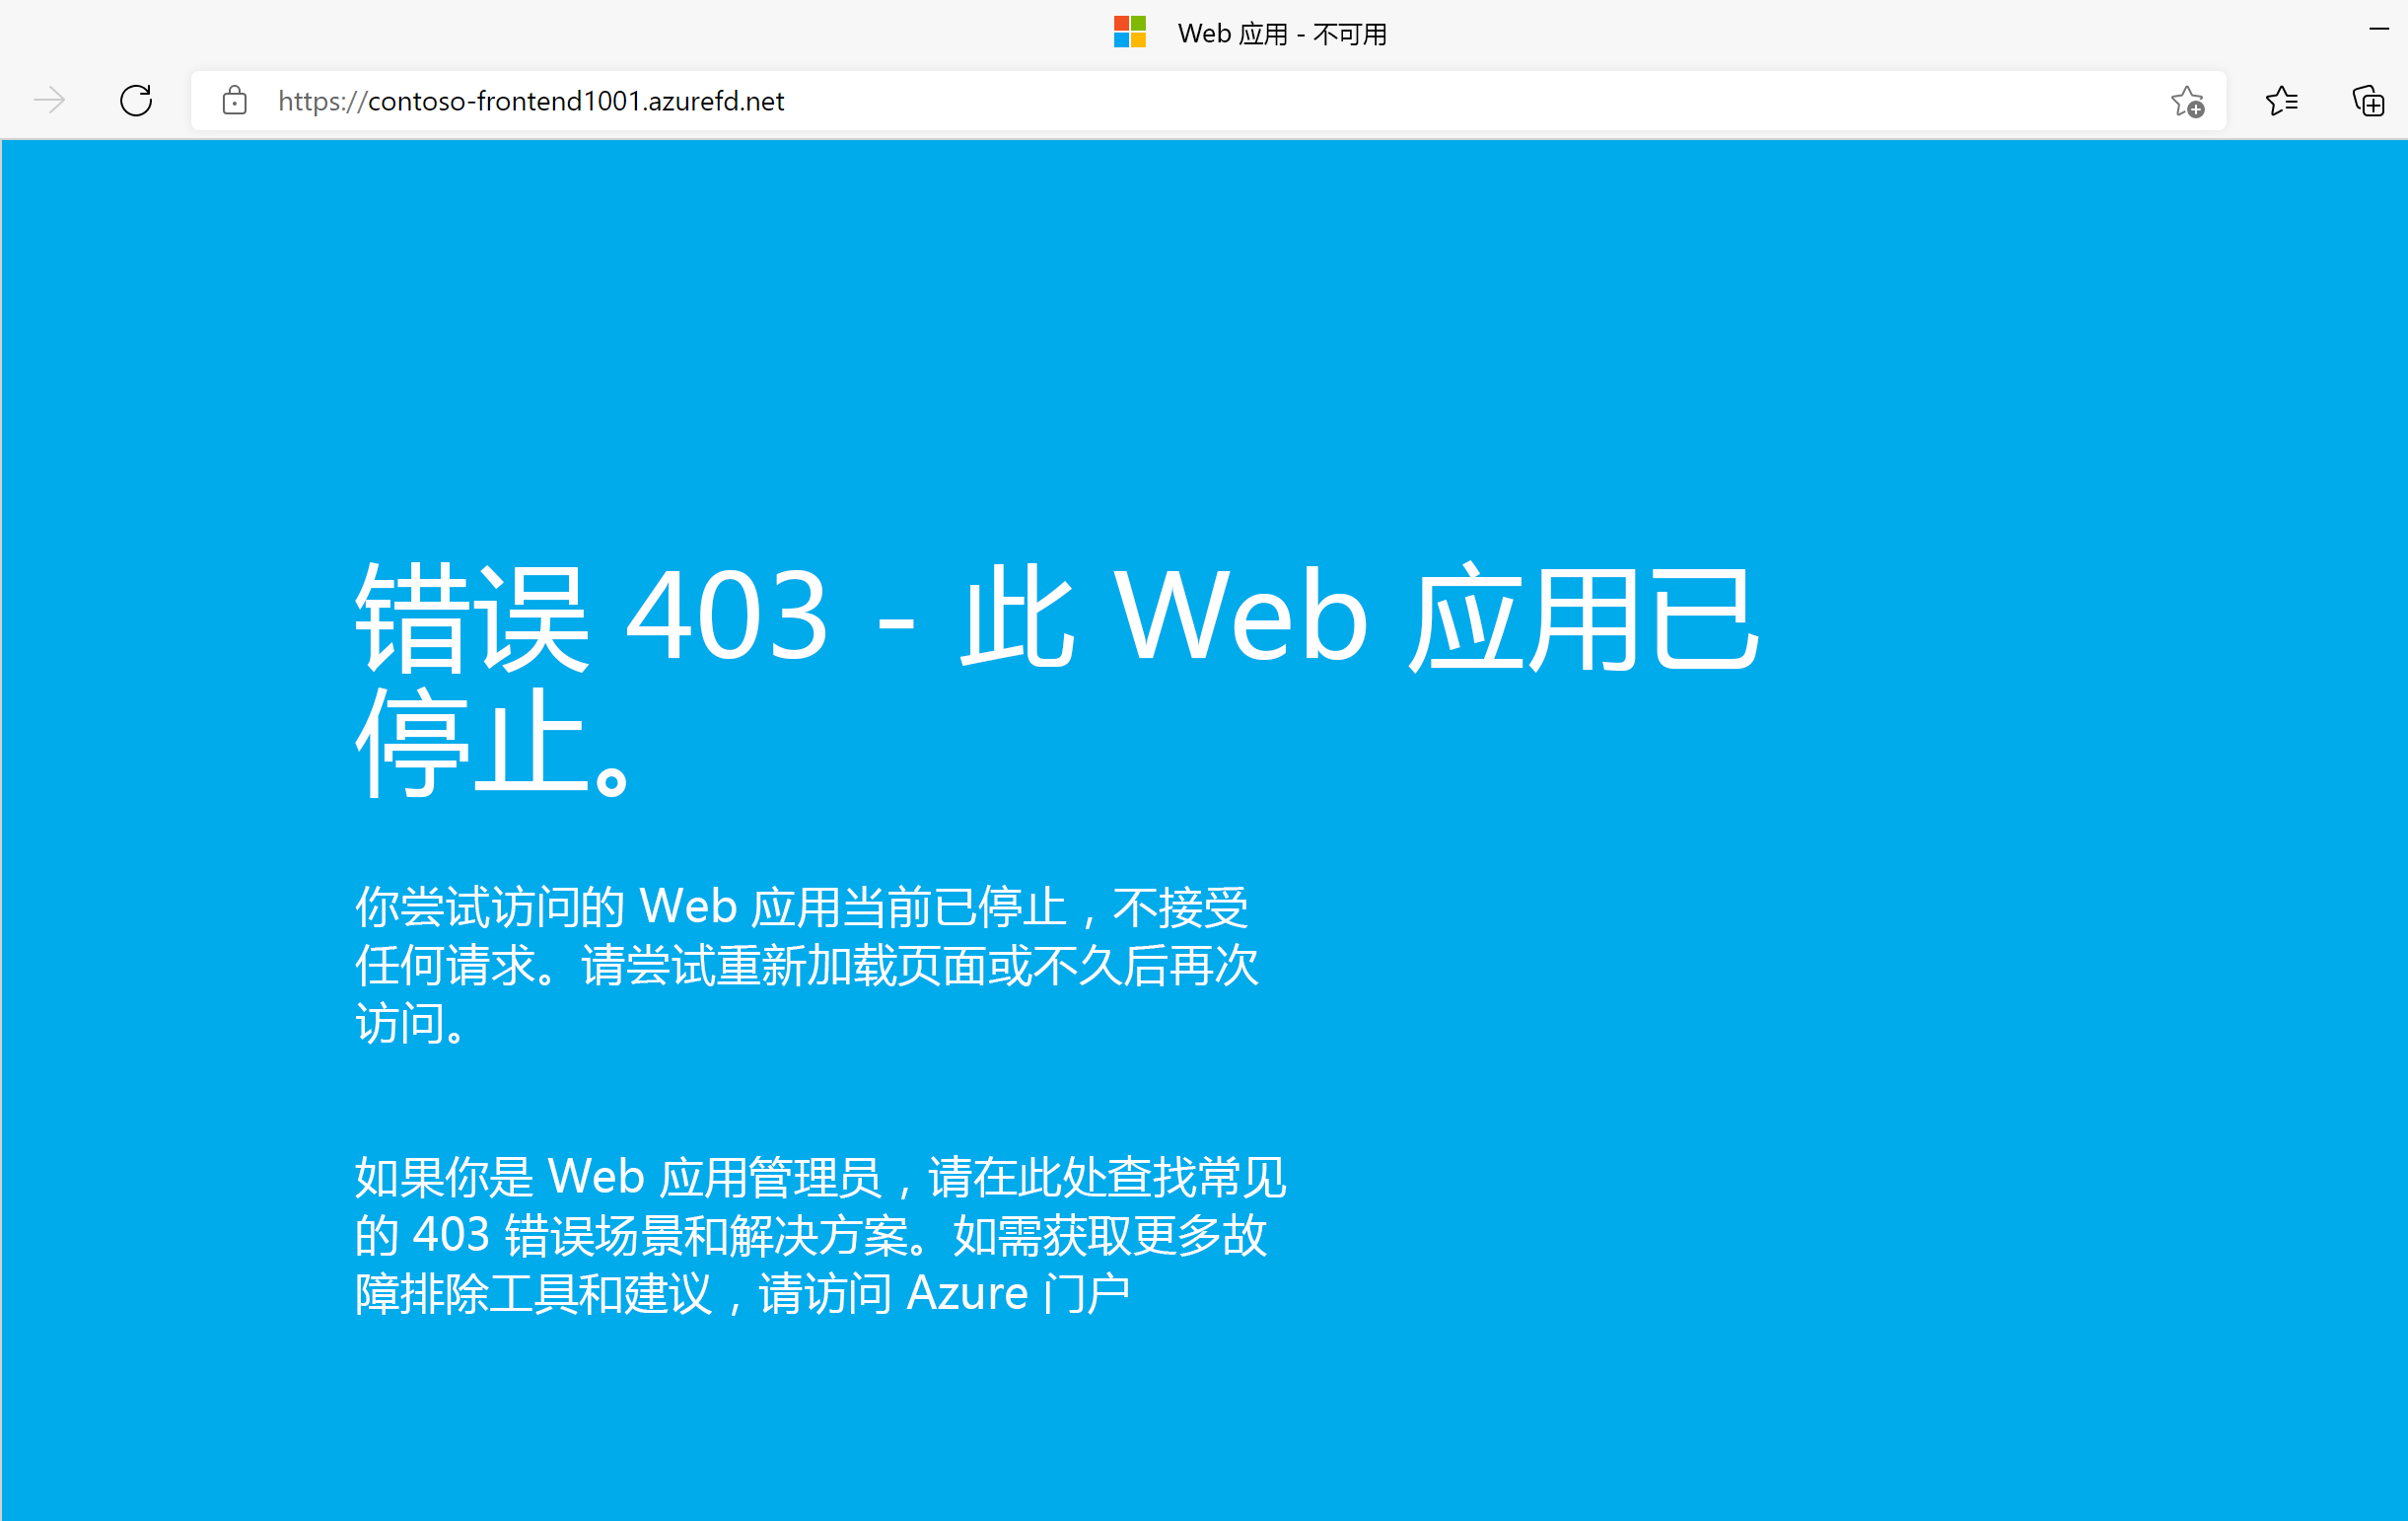 Web 应用 - 不可用
https://contoso-frontend1001.azurefd.net
错误 403 - 此 Web 应用已
停止。
你尝试访问的 Web 应用当前已停止，不接受
任何请求。请尝试重新加载页面或不久后再次
访问。
如果你是 Web 应用管理员，请在此处查找常见
的 403 错误场景和解决方案。如需获取更多故
障排除工具和建议，请访问 Azure 门户